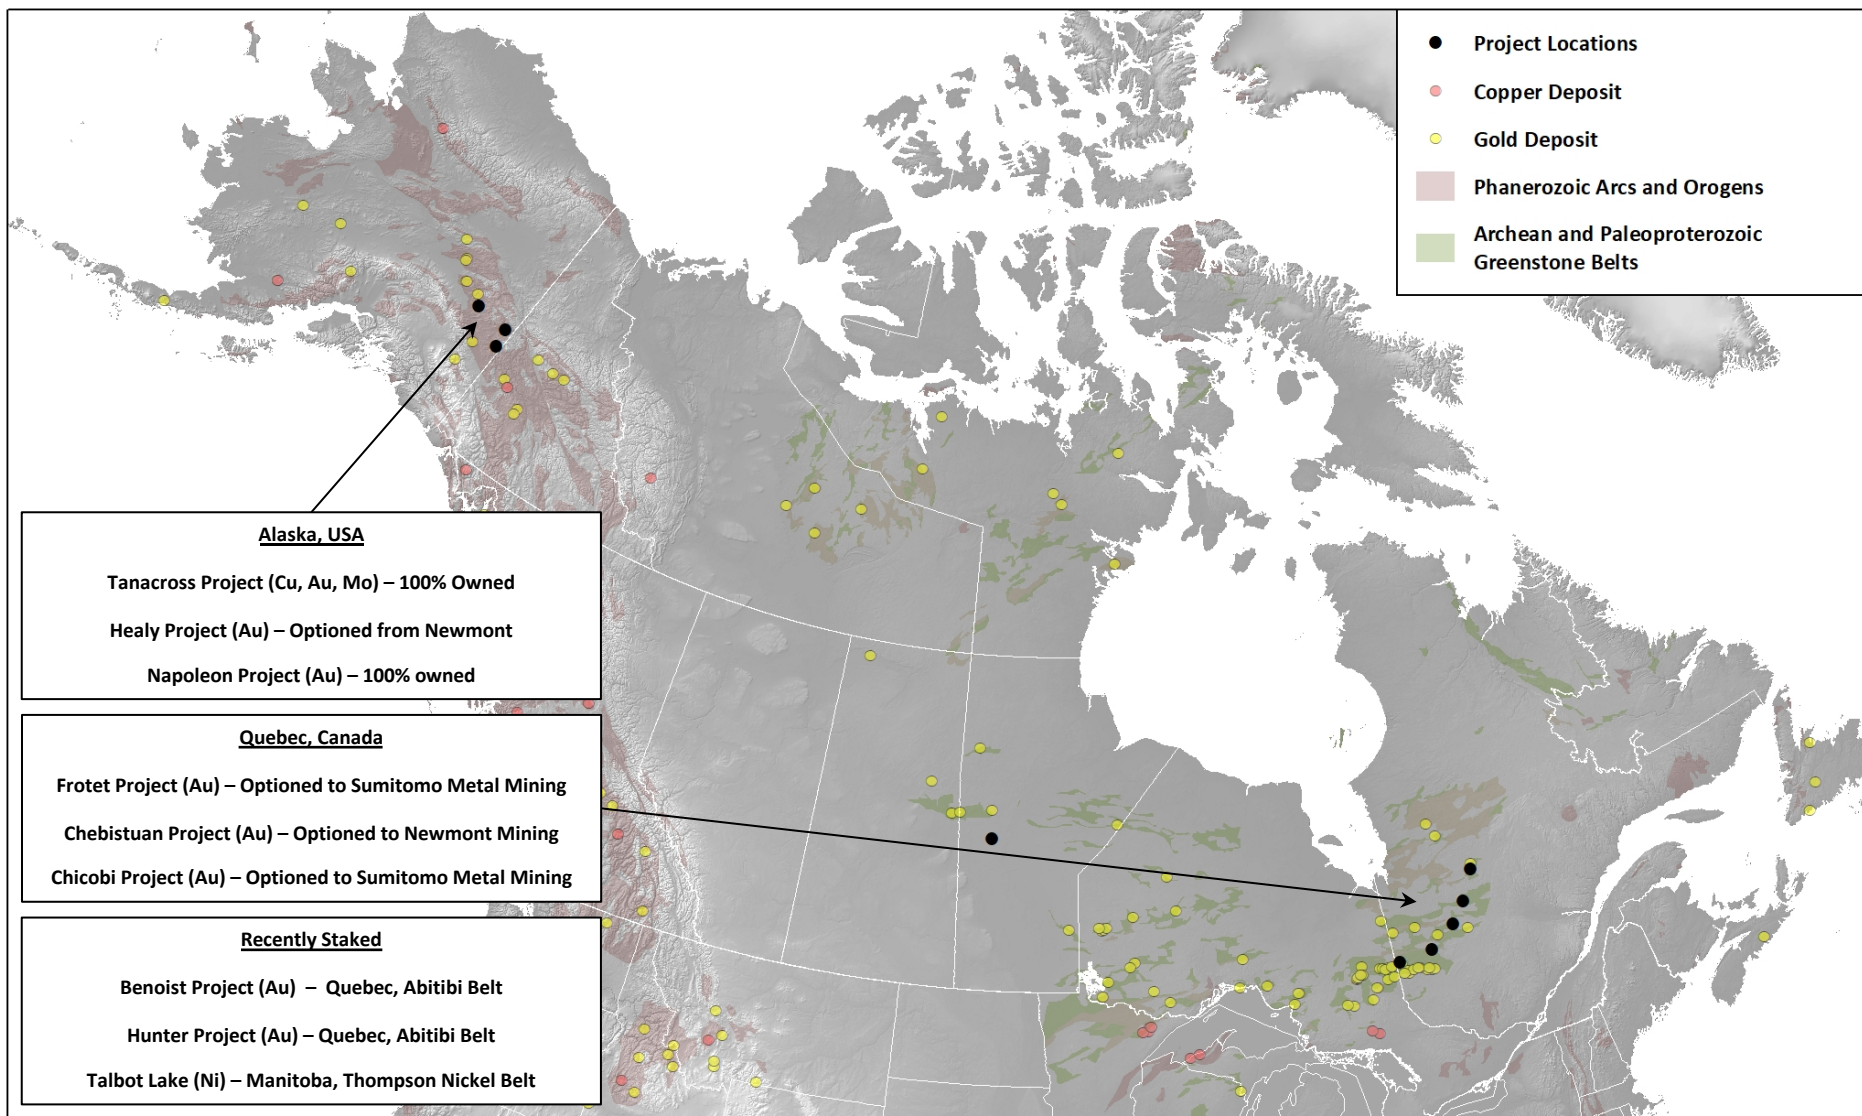 Project Locations
Copper Deposit
Gold Deposit
Phanerozoic Arcs and Orogens
Archean and Paleoproterozoic
Greenstone Belts
Alaska, USA
Tanacross Project (Cu, Au, Mo) – 100% Owned
Healy Project (Au) – Optioned from Newmont
Napoleon Project (Au) – 100% owned
Quebec, Canada
Frotet Project (Au) – Optioned to Sumitomo Metal Mining
Chebistuan Project (Au) – Optioned to Newmont Mining
Chicobi Project (Au) – Optioned to Sumitomo Metal Mining
Recently Staked
Benoist Project (Au) – Quebec, Abitibi Belt
Hunter Project (Au) – Quebec, Abitibi Belt
Talbot Lake (Ni) – Manitoba, Thompson Nickel Belt